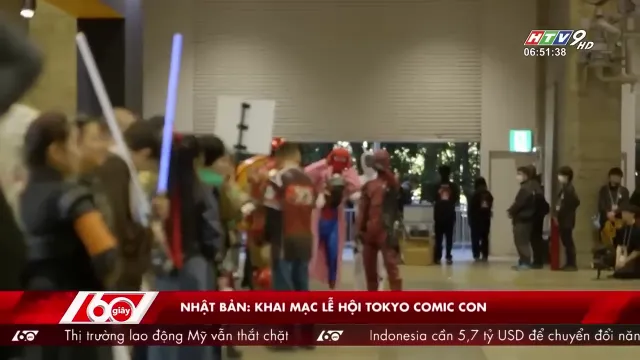 HTV9 HD
06:51:38
60 giây
NHẬT BẢN: KHAI MẠC LỄ HỘI TOKYO COMIC CON
Thị trường lao động Mỹ vẫn thắt chặt 60 Indonesia cần 5,7 tỷ USD để chuyển đổi năn